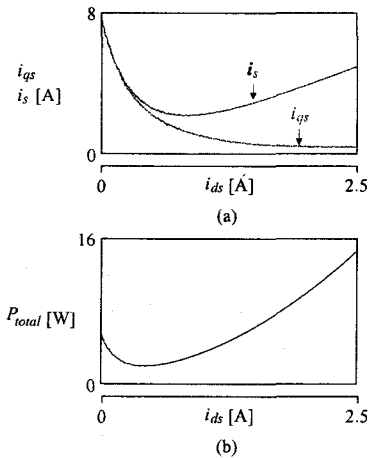 8
i_qs
i_s [A]
i_s
i_qs
0
0
i_ds [A]
2.5
(a)
16
P_total [W]
0
0
i_ds [A]
2.5
(b)